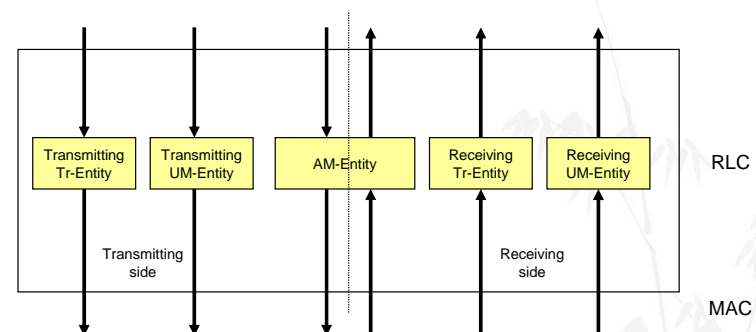 Transmitting
Tr-Entity
Transmitting
UM-Entity
AM-Entity
Receiving
Tr-Entity
Receiving
UM-Entity
RLC
Transmitting
side
Receiving
side
MAC